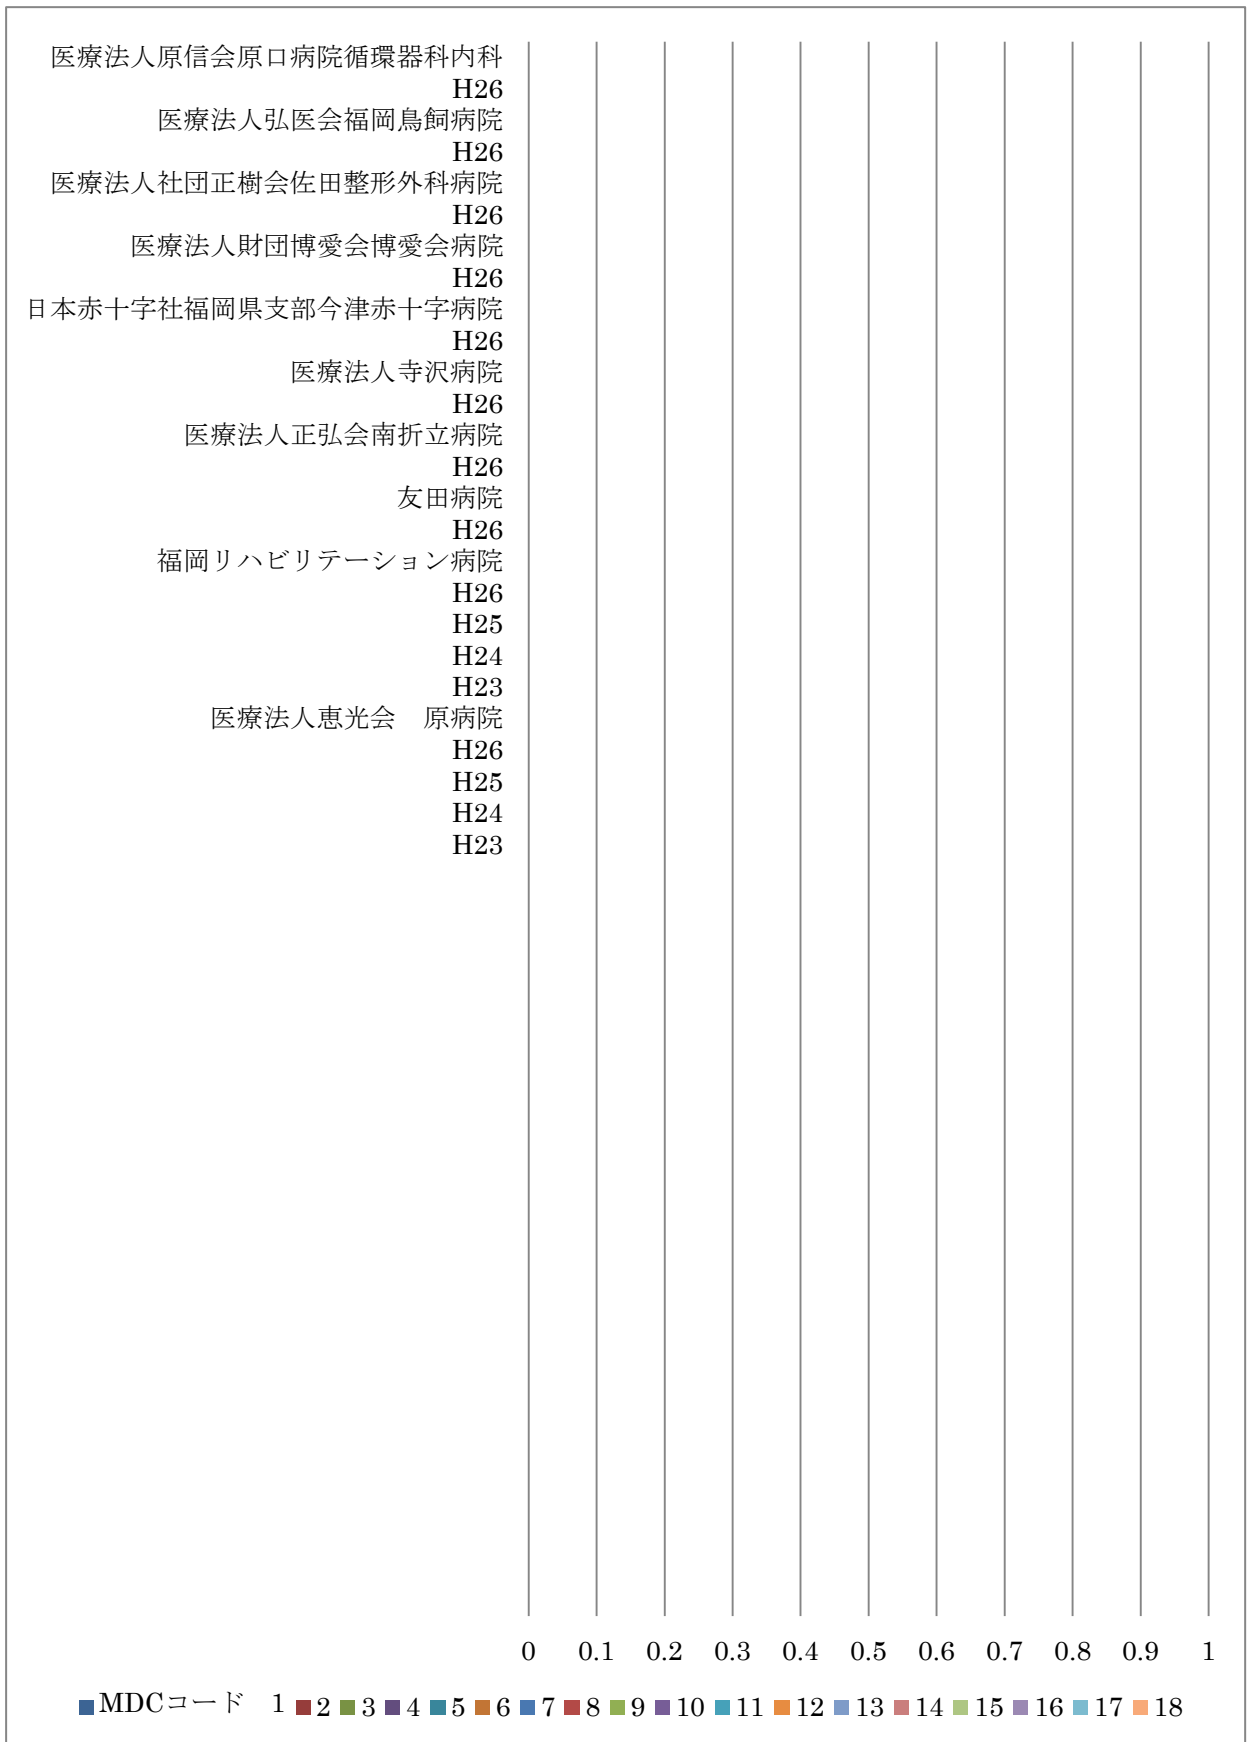 医療法人原信会原口病院循環器科内科
H26
医療法人弘医会福岡鳥飼病院
H26
医療法人社団正樹会佐田整形外科病院
H26
医療法人財団博愛会博愛会病院
H26
日本赤十字社福岡県支部今津赤十字病院
H26
医療法人寺沢病院
H26
医療法人正弘会南折立病院
H26
友田病院
H26
福岡リハビリテーション病院
H26
H25
H24
H23
医療法人恵光会　原病院
H26
H25
H24
H23
0 0.1 0.2 0.3 0.4 0.5 0.6 0.7 0.8 0.9 1
MDCコード　1 2 3 4 5 6 7 8 9 10 11 12 13 14 15 16 17 18